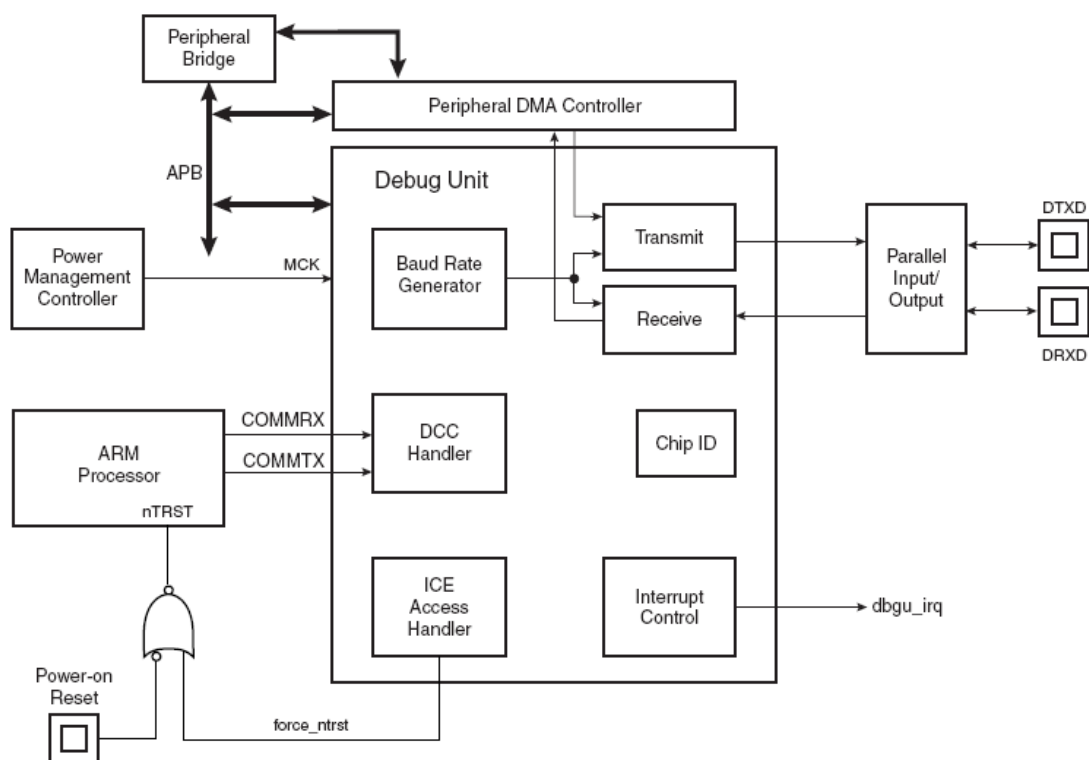 Peripheral
Bridge
Peripheral DMA Controller
APB
Debug Unit
DTXD
Power
Management
Controller
MCK
Baud Rate
Generator
Transmit
Receive
Parallel
Input/
Output
DRXD
ARM
Processor
nTRST
COMMRX
COMMTX
DCC
Handler
Chip ID
ICE
Access
Handler
Interrupt
Control
dbgu_irq
Power-on
Reset
force_ntrst